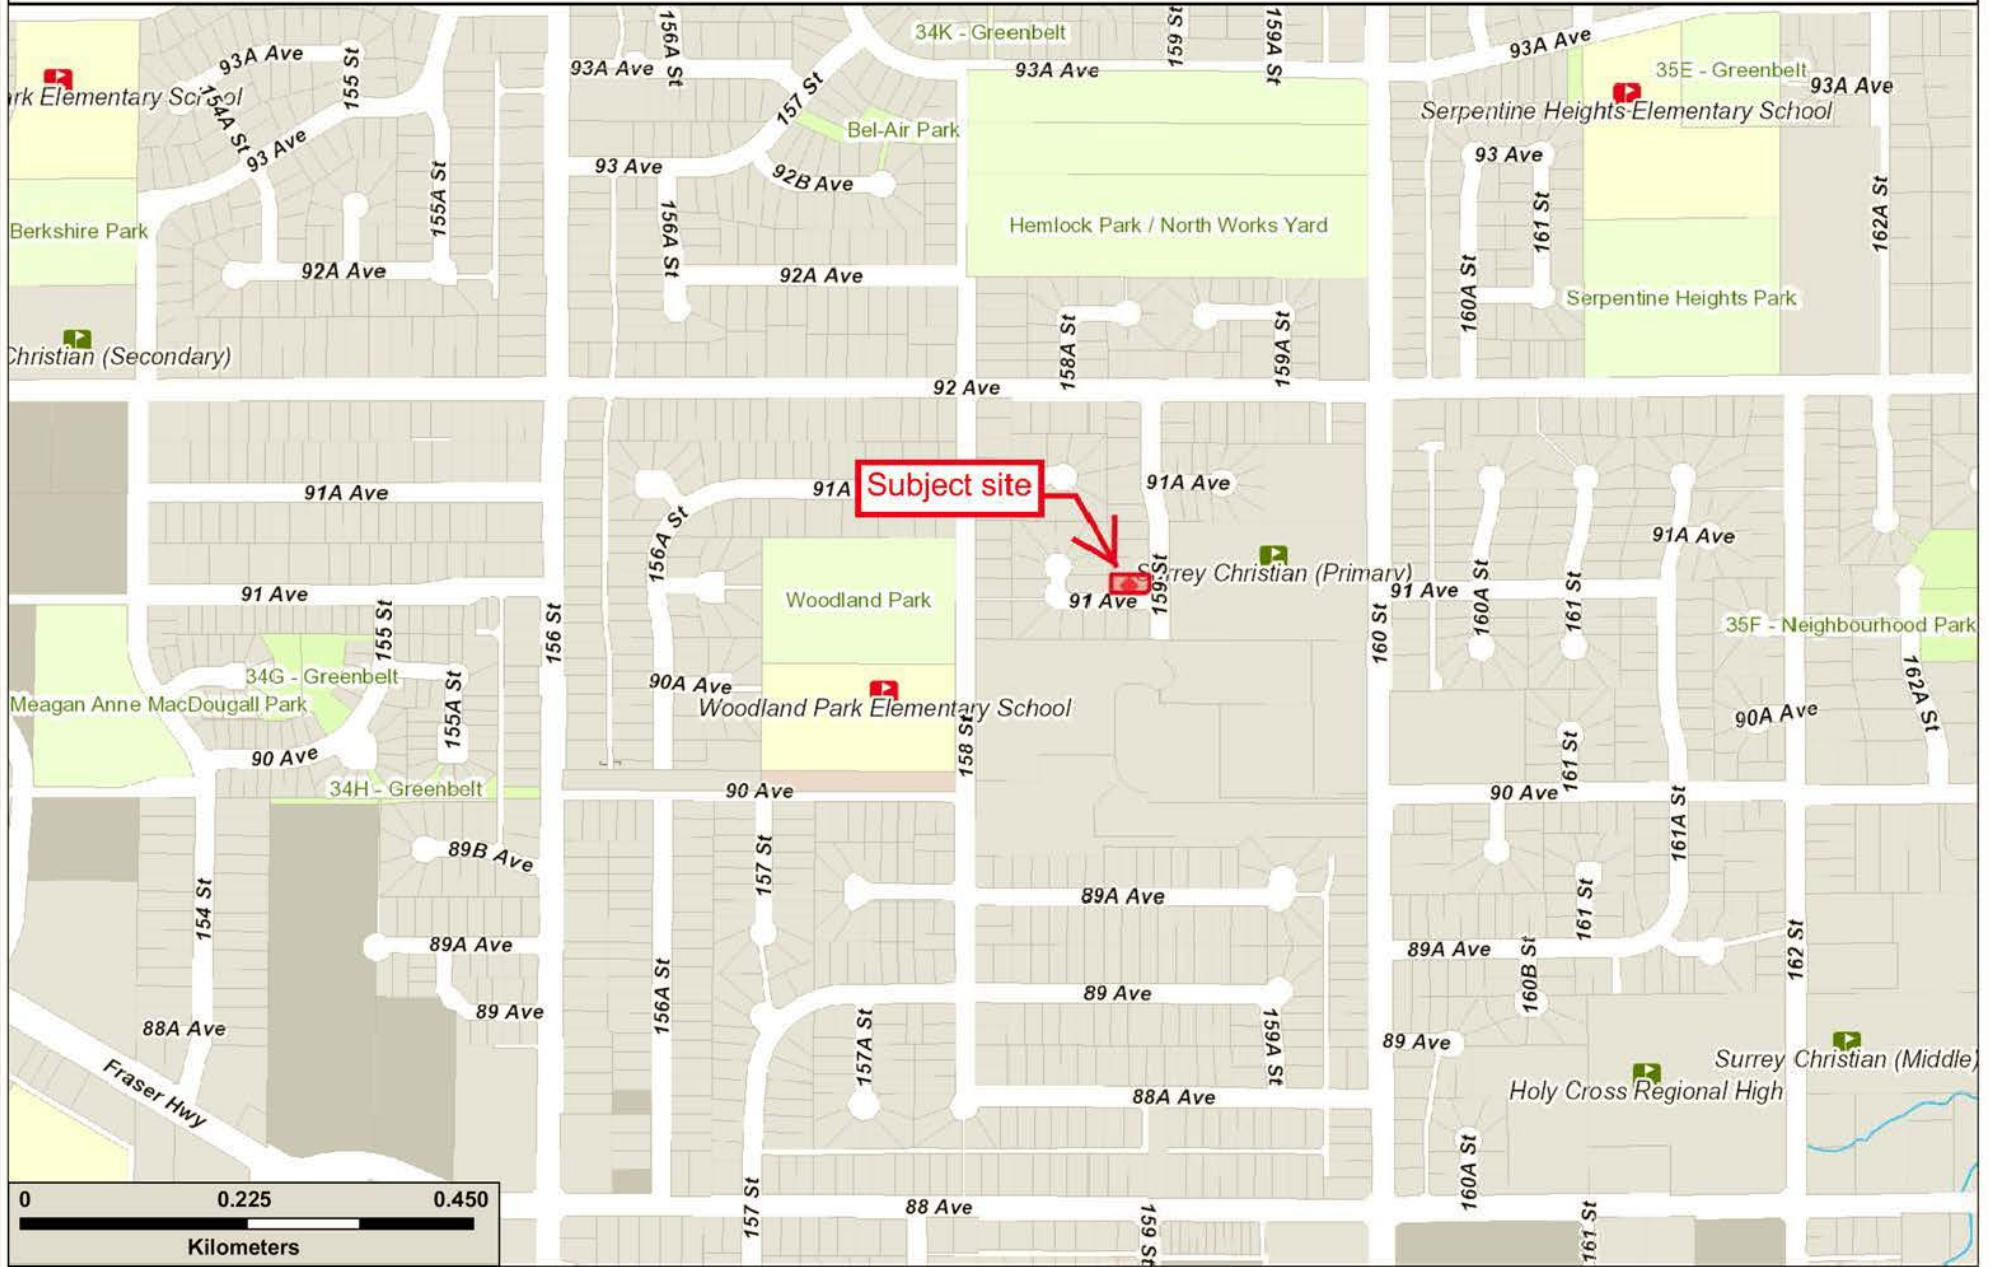 34K - Greenbelt
156A St
159 St
159A St
93A Ave
155 St
93A Ave
93A Ave
93A Ave
35E - Greenbelt
93A Ave
rk Elementary School
154A St
157 St
Serpentine Heights Elementary School
Bel-Air Park
93 Ave
93 Ave
92B Ave
93 Ave
155A St
156A St
161 St
162A St
Berkshire Park
Hemlock Park / North Works Yard
92A Ave
92A Ave
160A St
Serpentine Heights Park
Christian (Secondary)
158A St
159A St
92 Ave
91A Ave
91A
Subject site
91A Ave
156A St
91A Ave
Surrey Christian (Primary)
159 St
91 Ave
Woodland Park
91 Ave
91 Ave
160A St
161 St
155 St
156 St
160 St
35F - Neighbourhood Park
34G - Greenbelt
155A St
90A Ave
Meagan Anne MacDougall Park
Woodland Park Elementary School
158 St
90A Ave
162A St
90 Ave
161 St
34H - Greenbelt
90 Ave
90 Ave
161A St
89B Ave
157 St
154 St
89A Ave
161 St
89A Ave
89A Ave
162 St
160B St
156A St
89 Ave
89 Ave
88A Ave
157A St
159A St
89 Ave
Surrey Christian (Middle)
Holy Cross Regional High
Fraser Hwy
88A Ave
160A St
157 St
88 Ave
159 St
161 St
0 0.225 0.450
Kilometers